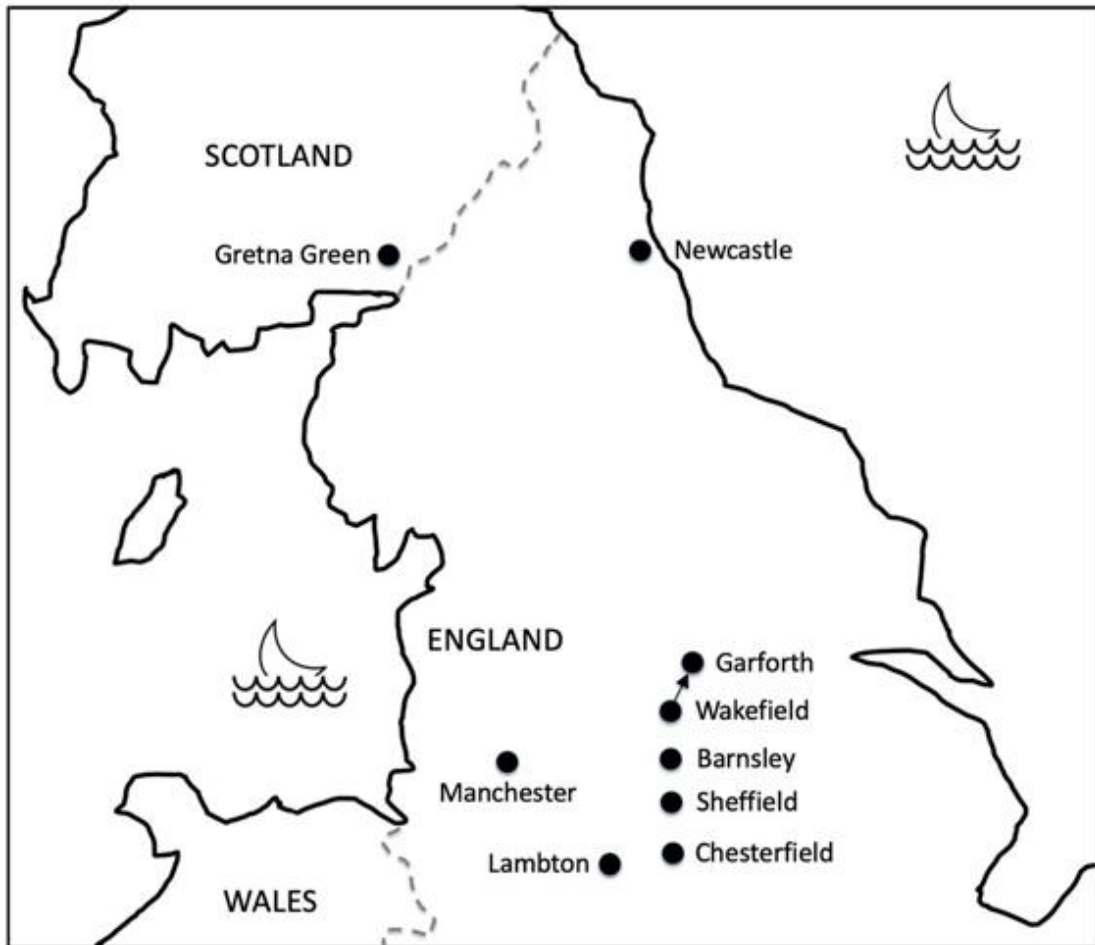 SCOTLAND
Gretna Green
Newcastle
ENGLAND
Garforth
Wakefield
Barnsley
Manchester
Sheffield
Lambton
Chesterfield
WALES